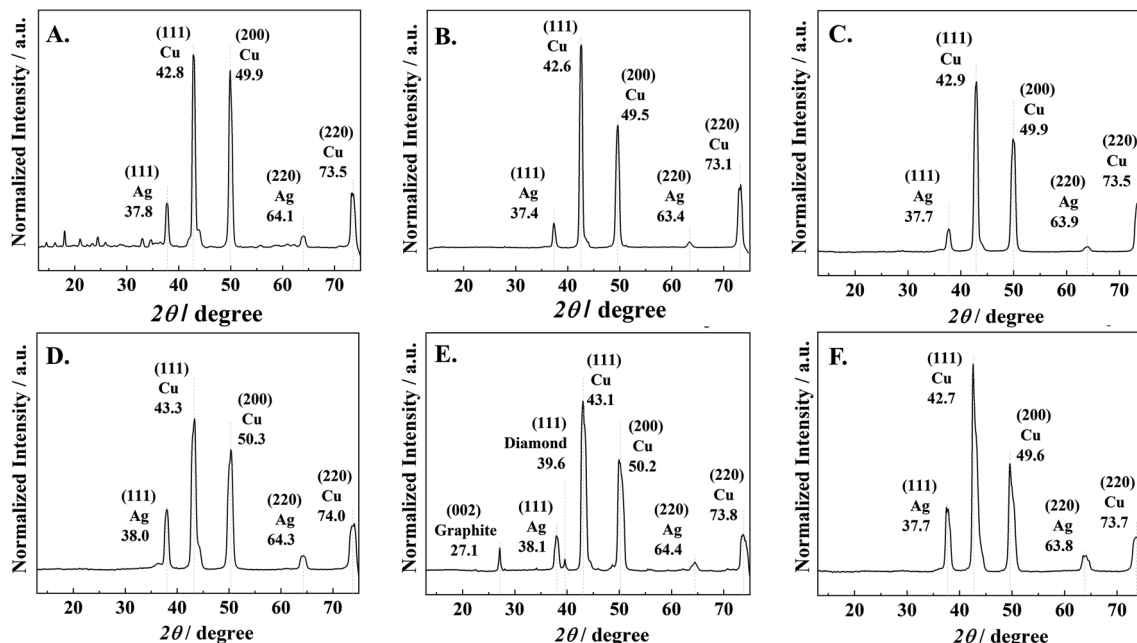 A.
(111)
Cu
42.8
(200)
Cu
49.9
(111)
Ag
37.8
(220)
Ag
64.1
(220)
Cu
73.5
Normalized Intensity / a.u.
20 30 40 50 60 70
2θ / degree
B.
(111)
Cu
42.6
(200)
Cu
49.5
(111)
Ag
37.4
(220)
Ag
63.4
(220)
Cu
73.1
Normalized Intensity / a.u.
20 30 40 50 60 70
2θ / degree
C.
(111)
Cu
42.9
(200)
Cu
49.9
(111)
Ag
37.7
(220)
Ag
63.9
(220)
Cu
73.5
Normalized Intensity / a.u.
20 30 40 50 60 70
2θ / degree
D.
(111)
Cu
43.3
(200)
Cu
50.3
(111)
Ag
38.0
(220)
Ag
64.3
(220)
Cu
74.0
Normalized Intensity / a.u.
20 30 40 50 60 70
2θ / degree
E.
(111)
Cu
43.1
(111)
Diamond
39.6
(200)
Cu
50.2
(002)
Graphite
27.1
(111)
Ag
38.1
(220)
Ag
64.4
(220)
Cu
73.8
Normalized Intensity / a.u.
20 30 40 50 60 70
2θ / degree
F.
(111)
Cu
42.7
(200)
Cu
49.6
(111)
Ag
37.7
(220)
Ag
63.8
(220)
Cu
73.7
Normalized Intensity / a.u.
20 30 40 50 60 70
2θ / degree